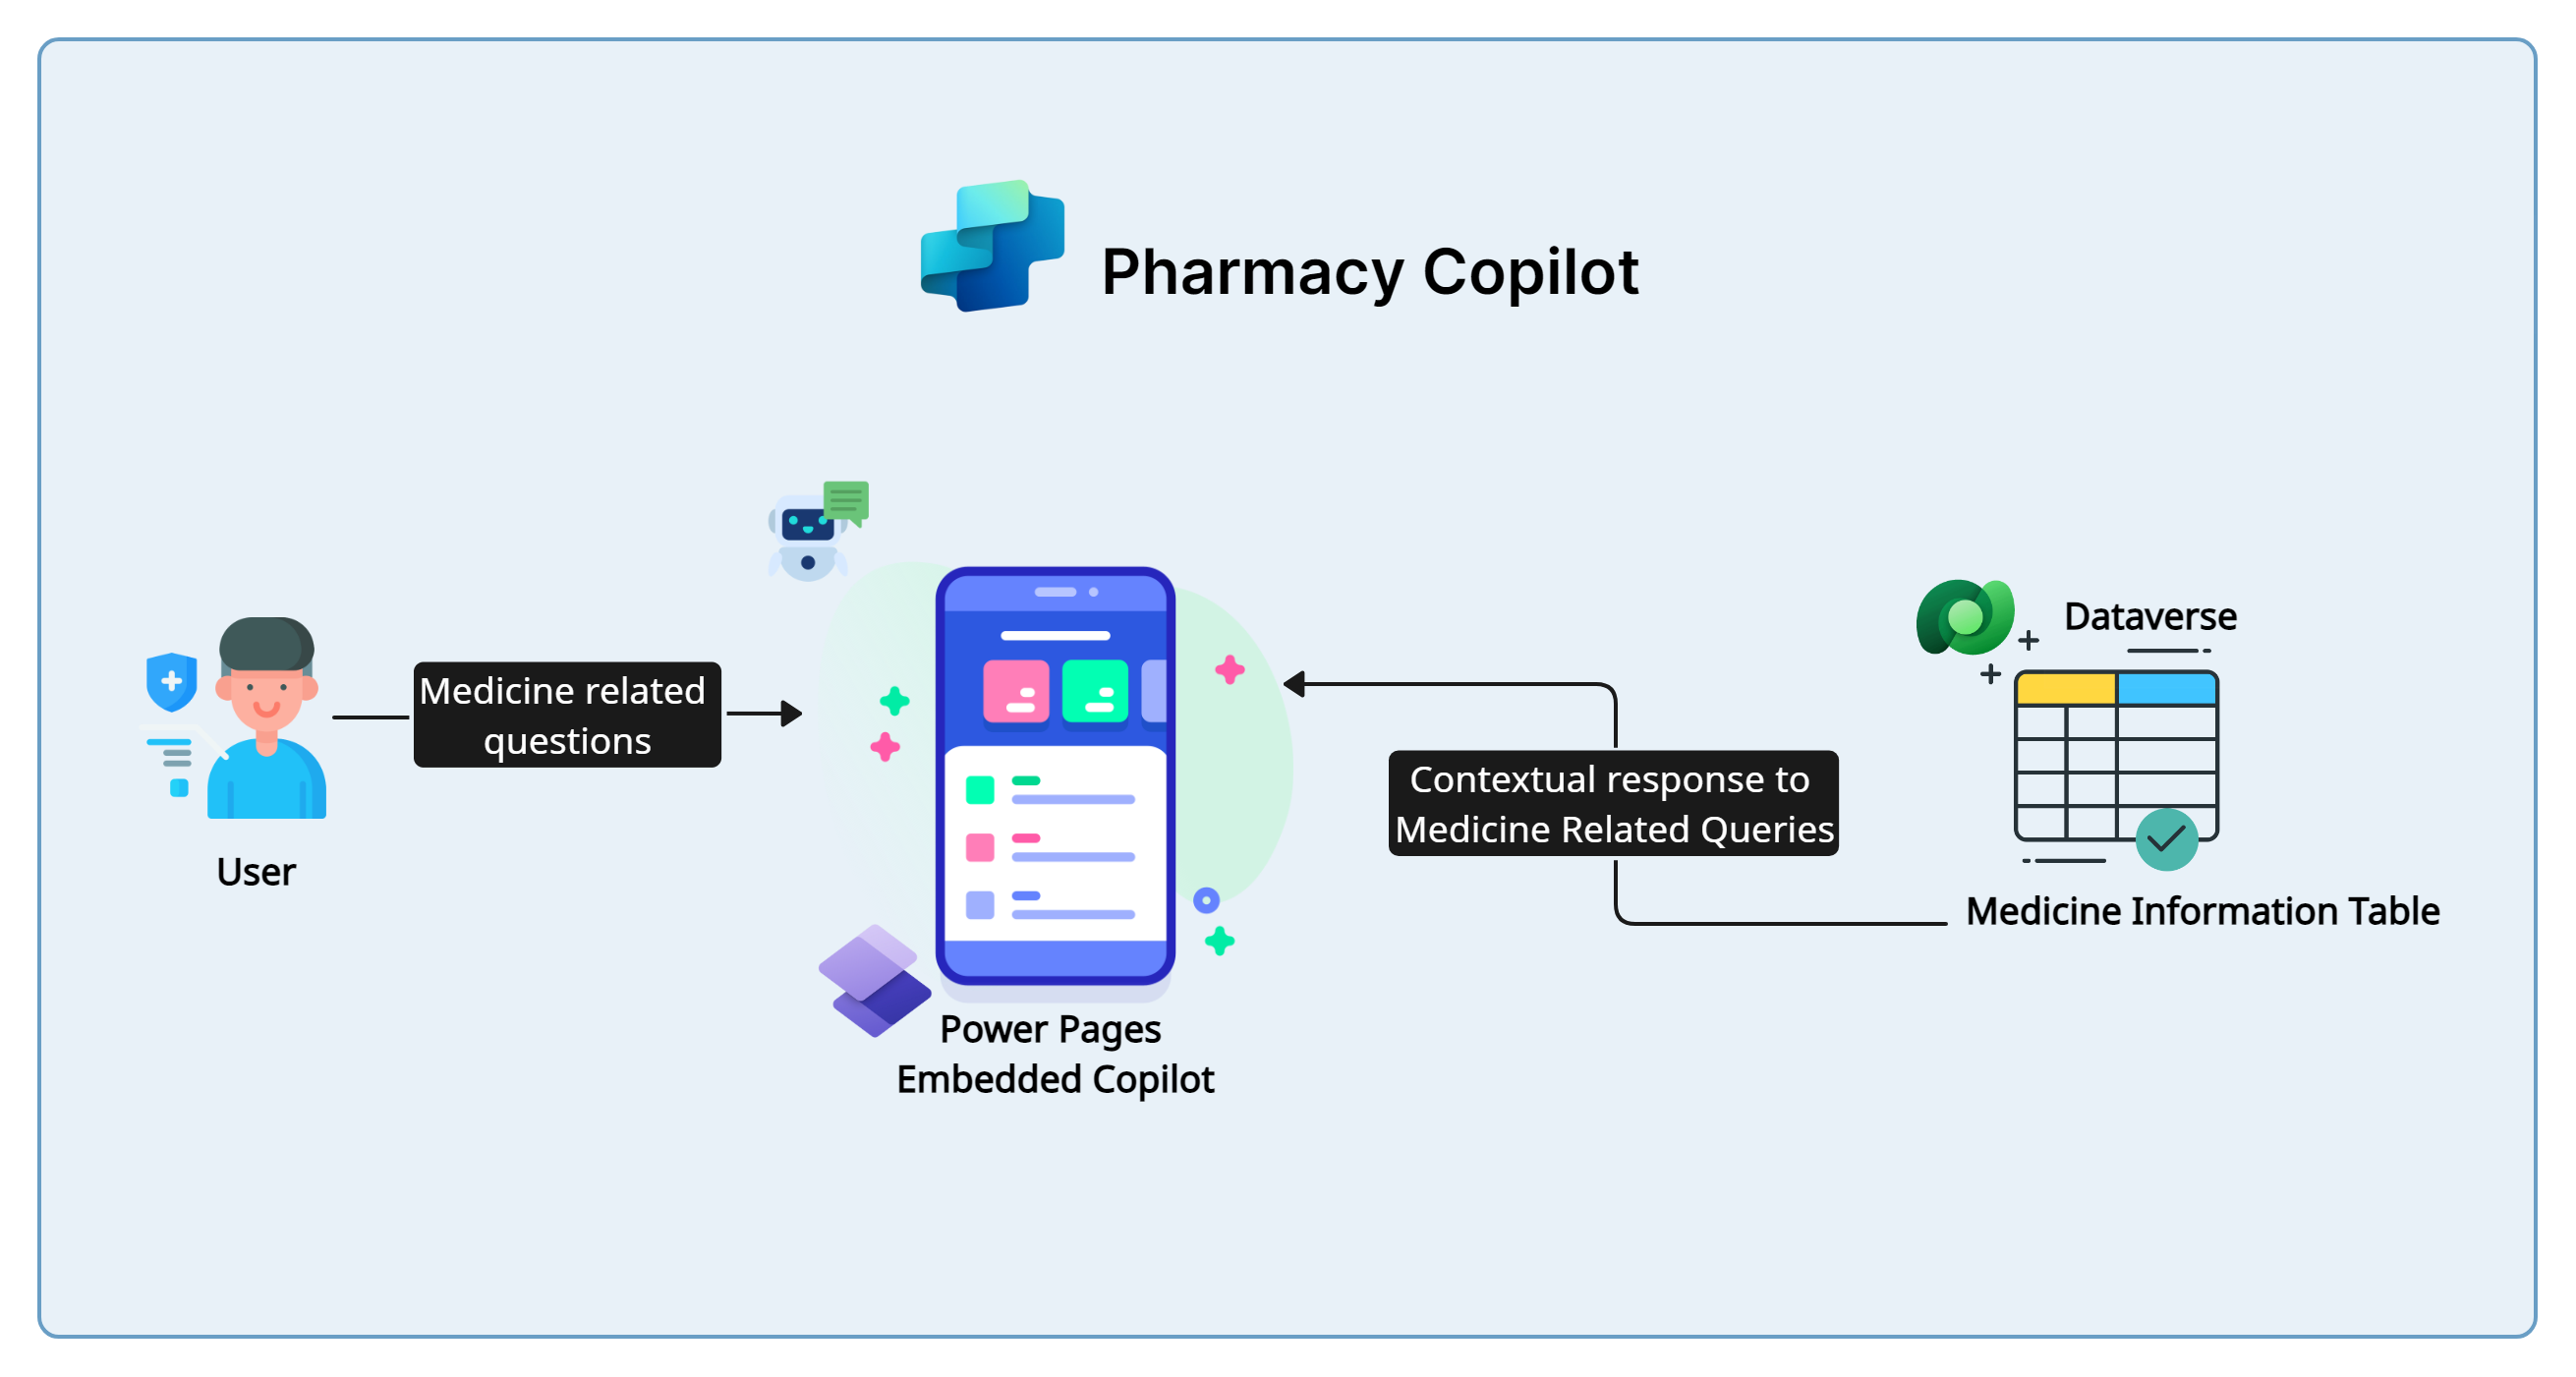 Pharmacy Copilot
Medicine related
questions
User
Power Pages
Embedded Copilot
Contextual response to
Medicine Related Queries
Dataverse
Medicine Information Table